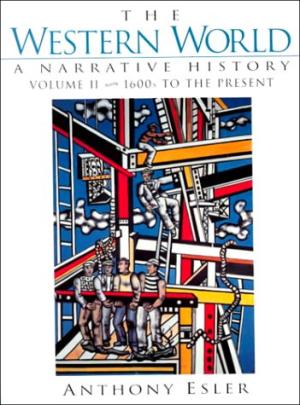 THE
WESTERN WORLD
A NARRATIVE HISTORY
VOLUME II — 1600s TO THE PRESENT
ANTHONY ESLER